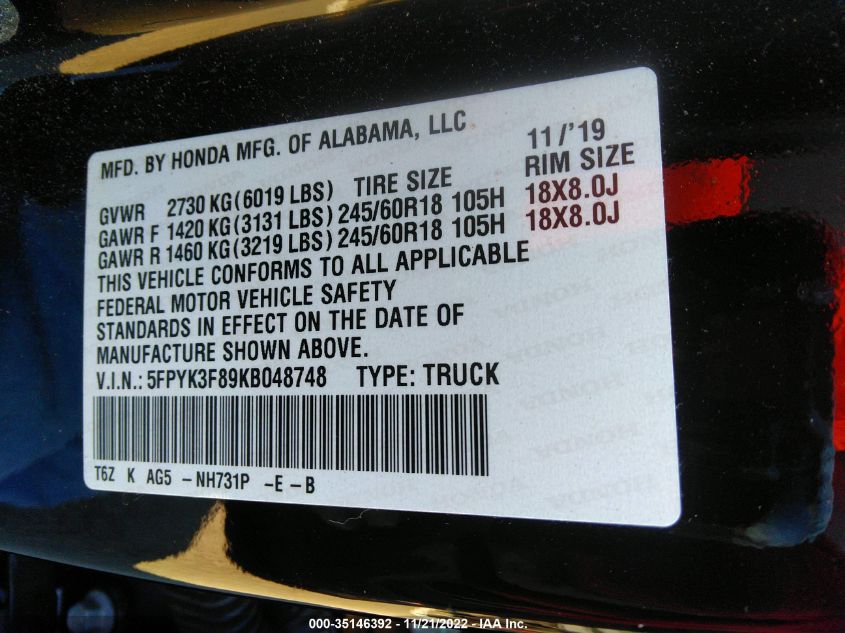 MFD. BY HONDA MFG. OF ALABAMA, LLC 11/'19
TIRE SIZE RIM SIZE
GVWR 2730 KG(6019 LBS)
GAWR F 1420 KG(3131 LBS) 245/60R18 105H 18X8.0J
GAWR R 1460 KG(3219 LBS) 245/60R18 105H 18X8.0J
THIS VEHICLE CONFORMS TO ALL APPLICABLE
FEDERAL MOTOR VEHICLE SAFETY
STANDARDS IN EFFECT ON THE DATE OF
MANUFACTURE SHOWN ABOVE.
V.I.N.: 5FPYK3F89KB048748 TYPE: TRUCK
T6Z K AG5 -NH731P -E-B
000-35146392 - 11/21/2022 - IAA Inc.